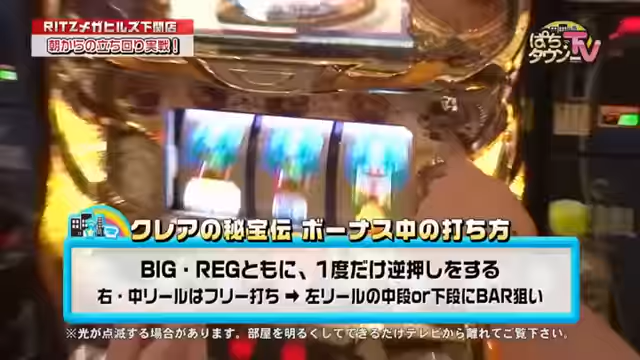 RITZメガヒルズ下関店
朝からの立ち回り実戦！
ぱち
タウン
TV
クレアの秘宝伝 ボーナス中の打ち方
BIG・REGともに、1度だけ逆押しをする
右・中リールはフリー打ち ➡ 左リールの中段or下段にBAR狙い
※光が点滅する場合があります。部屋を明るくしてできるだけテレビから離れてご覧下さい。